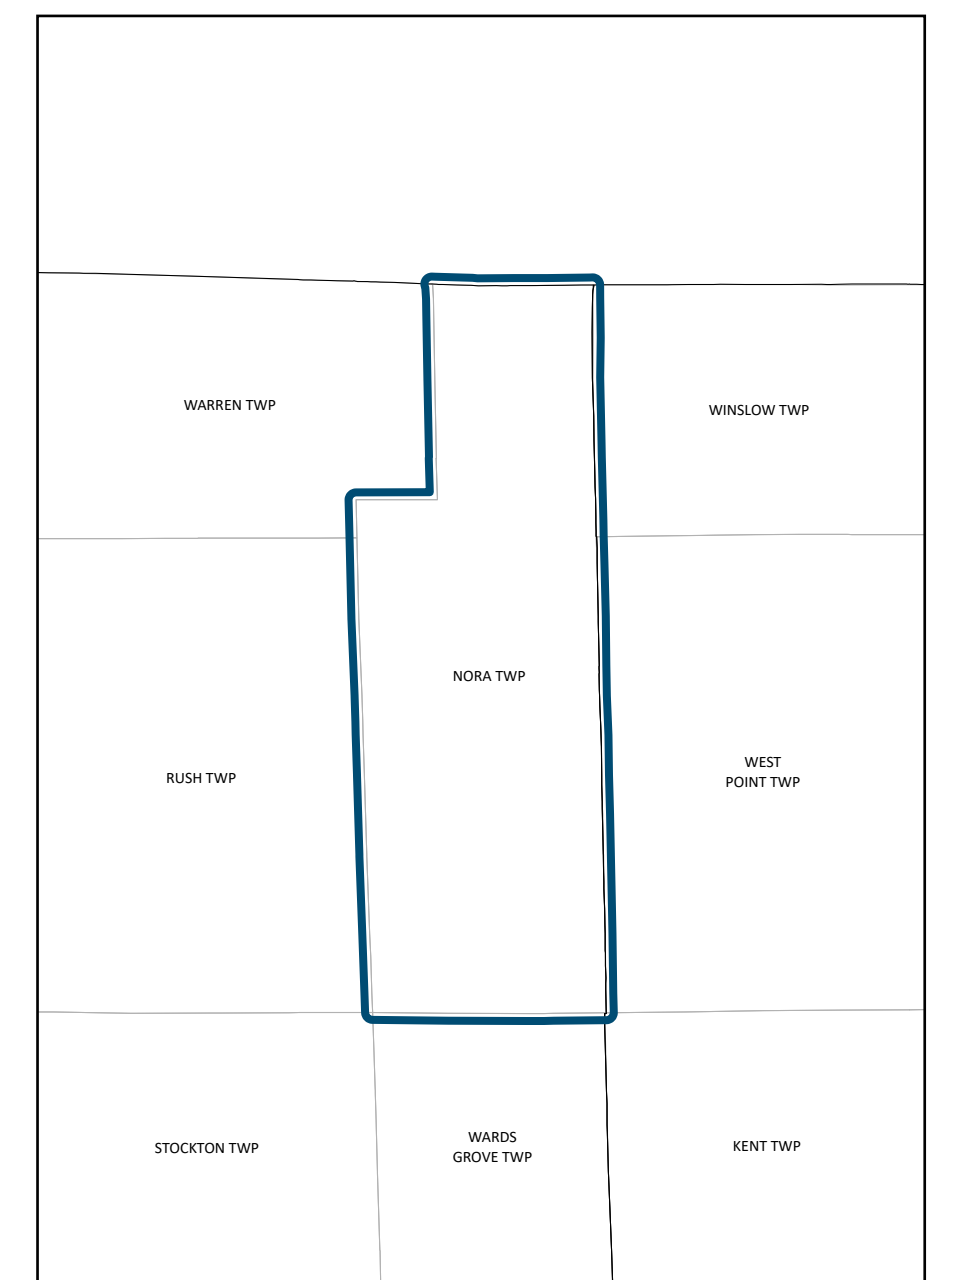 WARREN TWP
WINSLOW TWP
NORA TWP
RUSH TWP
WEST
POINT TWP
STOCKTON TWP
WARDS
GROVE TWP
KENT TWP